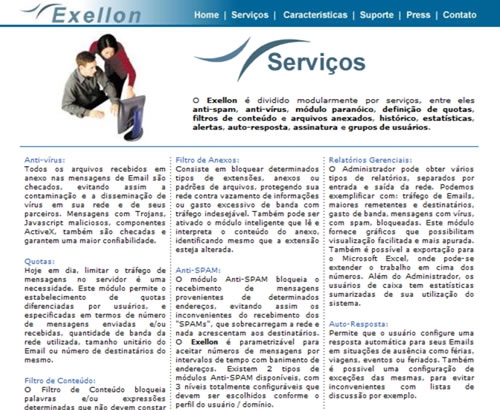 Exellon
Home | Serviços | Características | Suporte | Press | Contato
Serviços
O Exellon é dividido modularmente por serviços, entre eles
anti-spam, anti-vírus, módulo paranóico, definição de quotas,
filtros de conteúdo e arquivos anexados, histórico, estatísticas,
alertas, auto-resposta, assinatura e grupos de usuários.
Anti-vírus:
Todos os arquivos recebidos em
anexo nas mensagens de Email são
checados, evitando assim a
contaminação e a disseminação de
vírus em sua rede e de seus
parceiros. Mensagens com Trojans,
Javascript maliciosos, componentes
ActiveX, também são checadas e
garantem uma maior confiabilidade.
Quotas:
Hoje em dia, limitar o tráfego de
mensagens no servidor é uma
necessidade. Este módulo permite o
estabelecimento de quotas
diferenciadas por usuários, e
especificadas em termos de número
de mensagens enviadas e/ou
recebidas, quantidade de banda da
rede utilizada, tamanho unitário do
Email ou número de destinatários do
mesmo.
Filtro de Conteúdo:
O Filtro de Conteúdo bloqueia
palavras e/ou expressões
determinadas que não devem constar
Filtro de Anexos:
Consiste em bloquear determinados
tipos de extensões, anexos ou
padrões de arquivos, protegendo sua
rede contra vazamento de informações
ou gasto excessivo de banda com
tráfego indesejável. Também pode ser
ativado o módulo inteligente que lê e
interpreta o conteúdo do anexo,
identificando mesmo que a extensão
esteja alterada.
Anti-SPAM:
O módulo Anti-SPAM bloqueia o
recebimento de mensagens
provenientes de determinados
endereços, evitando assim os
inconvenientes do recebimento dos
"SPAMs", que sobrecarregam a rede e
nada acrescentam aos destinatários.
O Exellon é parametrizável para
aceitar números de mensagens por
intervalos de tempo com banimento de
endereços. Existem 2 tipos de
módulos Anti-SPAM disponíveis, com
3 níveis totalmente configuráveis que
devem ser escolhidos conforme o
perfil do usuário / domínio.
Relatórios Gerenciais:
O Administrador pode obter vários
tipos de relatórios, separados por
entrada e saída da rede. Podemos
exemplificar com: tráfego de Emails,
maiores remetentes e destinatários,
gasto de banda, mensagens com vírus,
com spam, bloqueadas. Este módulo
fornece gráficos que possibilitam
visualização facilitada e mais apurada.
Também é possível a exportação para
o Microsoft Excel, onde pode-se
extender o trabalho em cima dos
números. Além do Administrador, os
usuários de caixa tem estatísticas
sumarizadas de sua utilização do
sistema.
Auto-Resposta:
Permite que o usuário configure uma
resposta automática para seus Emails
em situações de ausência como férias,
viagens, eventos ou feriados. Também
é possivel uma configuração de
exceções das mesmas, para evitar
inconvenientes com listas de
discussão por exemplo.